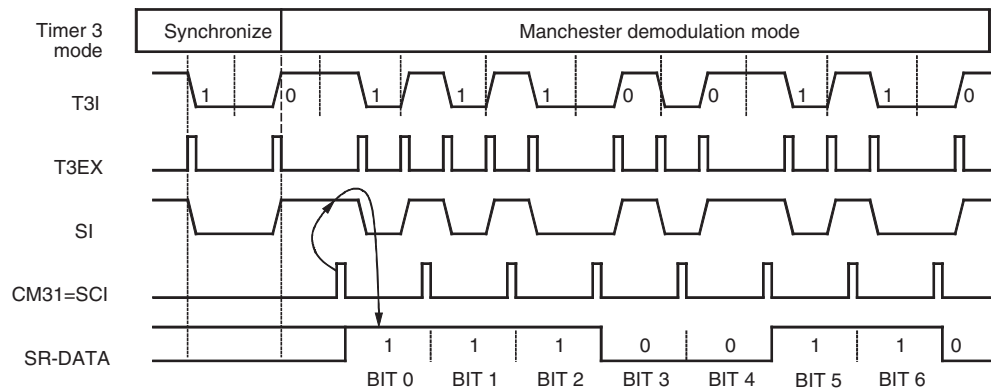 Timer 3 mode
Synchronize
Manchester demodulation mode
T3I
1 0 1 1 1 0 0 1 1 0
T3EX
SI
CM31=SCI
SR-DATA
1 1 1 0 0 1 1 0
BIT 0 BIT 1 BIT 2 BIT 3 BIT 4 BIT 5 BIT 6